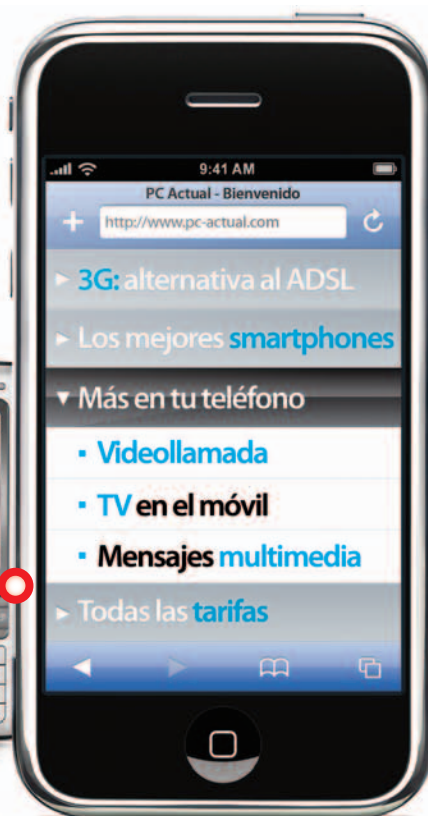 9:41 AM
PC Actual - Bienvenido
http://www.pc-actual.com
3G: alternativa al ADSL
Los mejores smartphones
Más en tu teléfono
Videollamada
TV en el móvil
Mensajes multimedia
Todas las tarifas